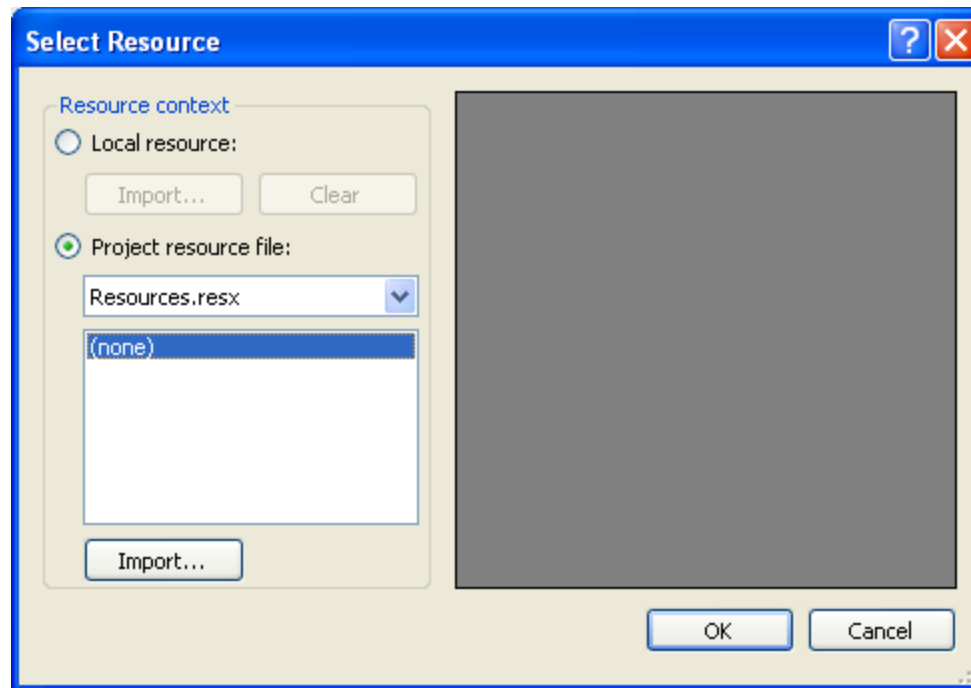 Select Resource
Resource context
Local resource:
Import...
Clear
Project resource file:
Resources.resx
(none)
Import...
OK
Cancel